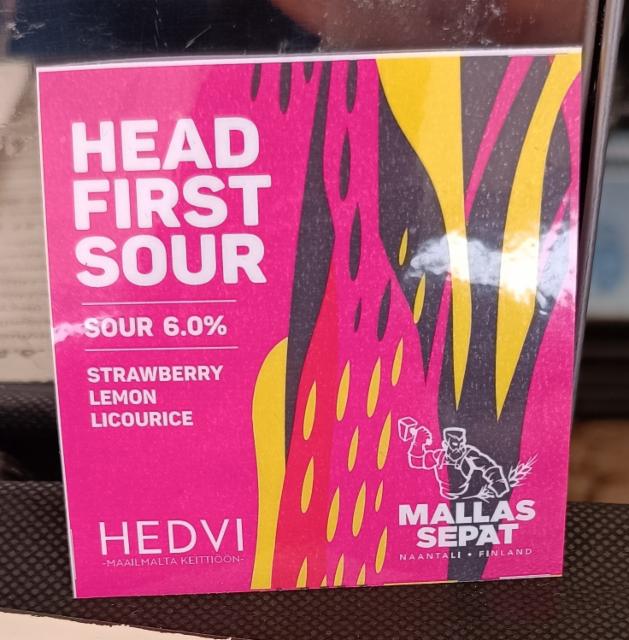 HEAD
FIRST
SOUR
SOUR 6.0%
STRAWBERRY
LEMON
LICOURICE
HEDVI
-MAAILMALTA KEITTIÖÖN-
MALLAS
SEPAT
NAANTALI • FINLAND